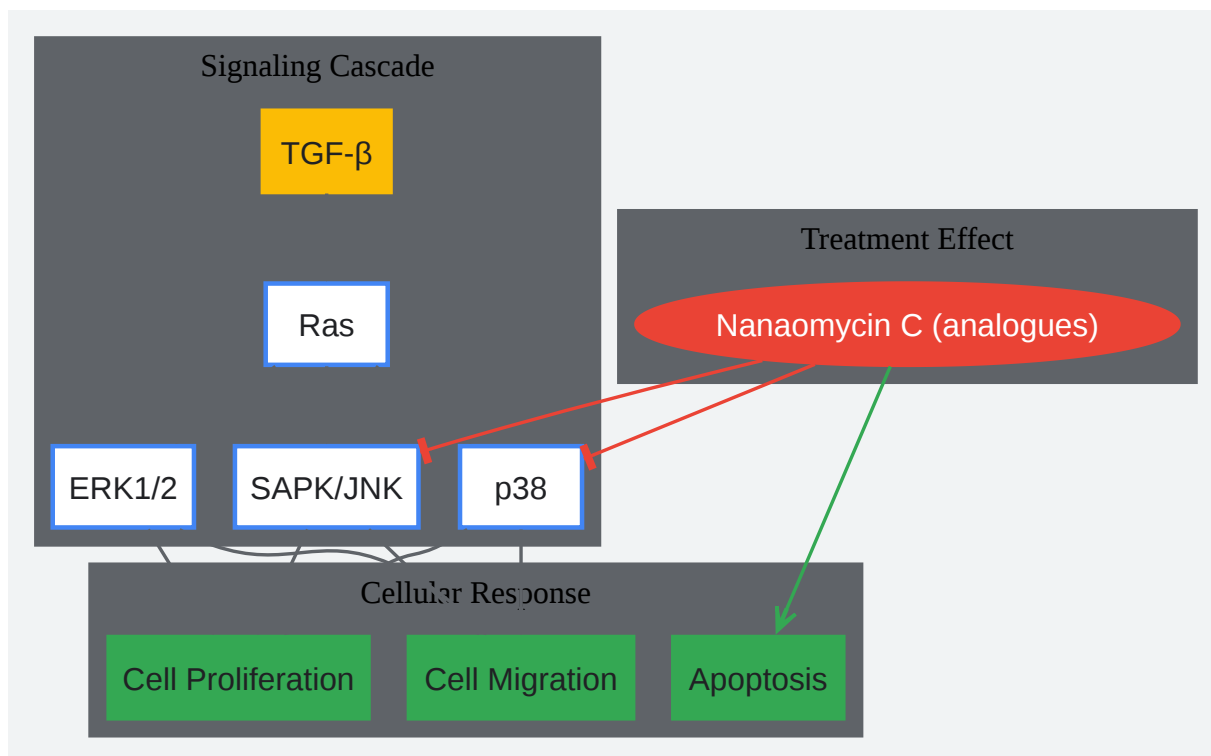 Signaling Cascade
TGF-β
Treatment Effect
Ras
Nanaomycin C (analogues)
ERK1/2
SAPK/JNK
p38
Cellular Response
Cell Proliferation
Cell Migration
Apoptosis